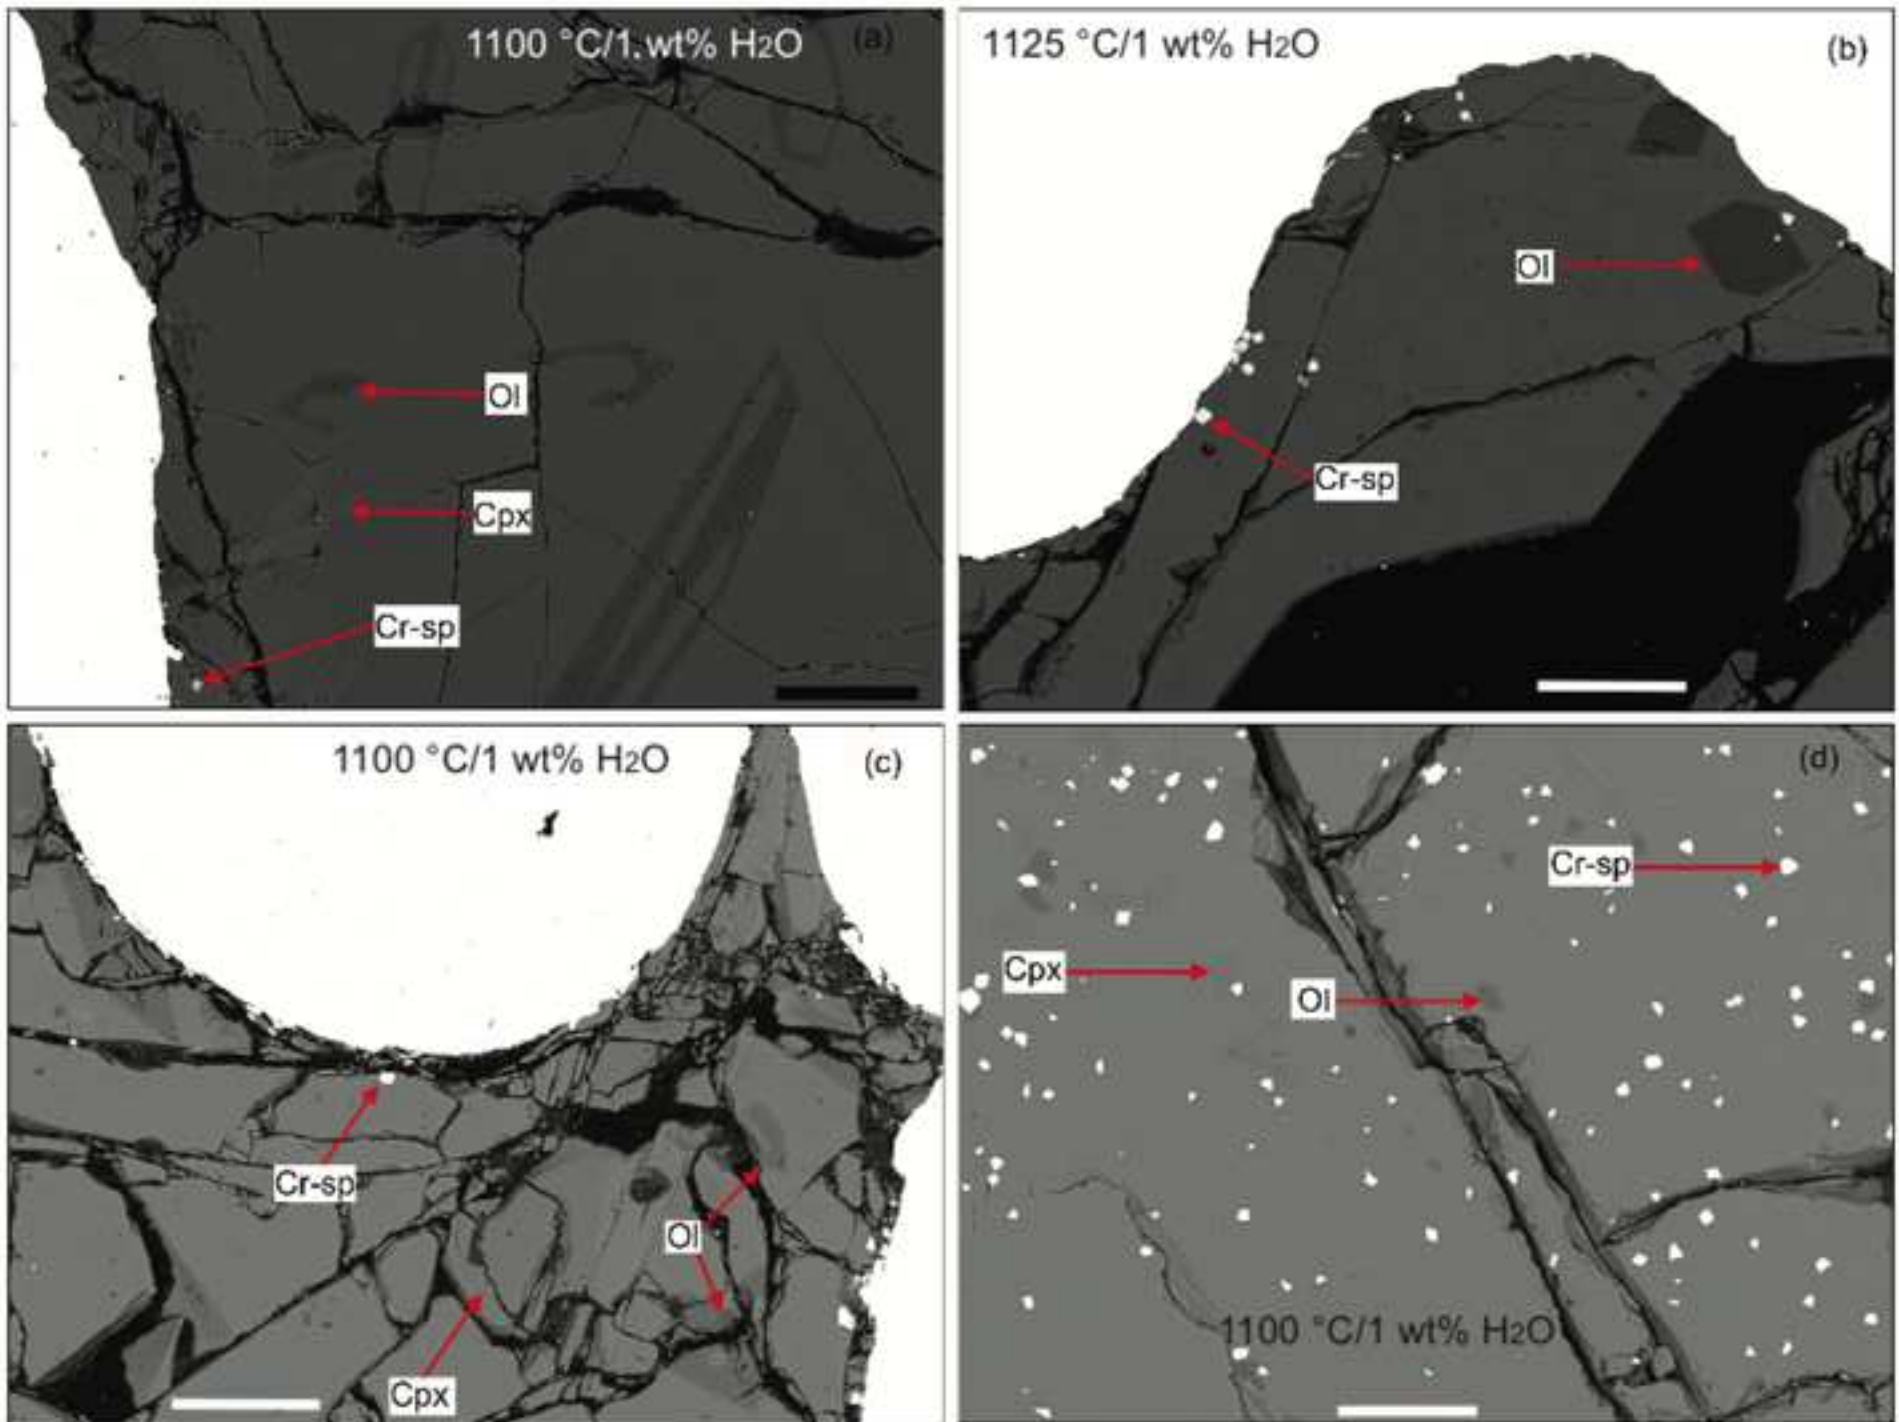 1100 °C/1 wt% H2O (a)
Ol
Cpx
Cr-sp
1125 °C/1 wt% H2O (b)
Ol
Cr-sp
1100 °C/1 wt% H2O (c)
Cr-sp
Ol
Cpx
(d)
Cr-sp
Cpx
Ol
1100 °C/1 wt% H2O